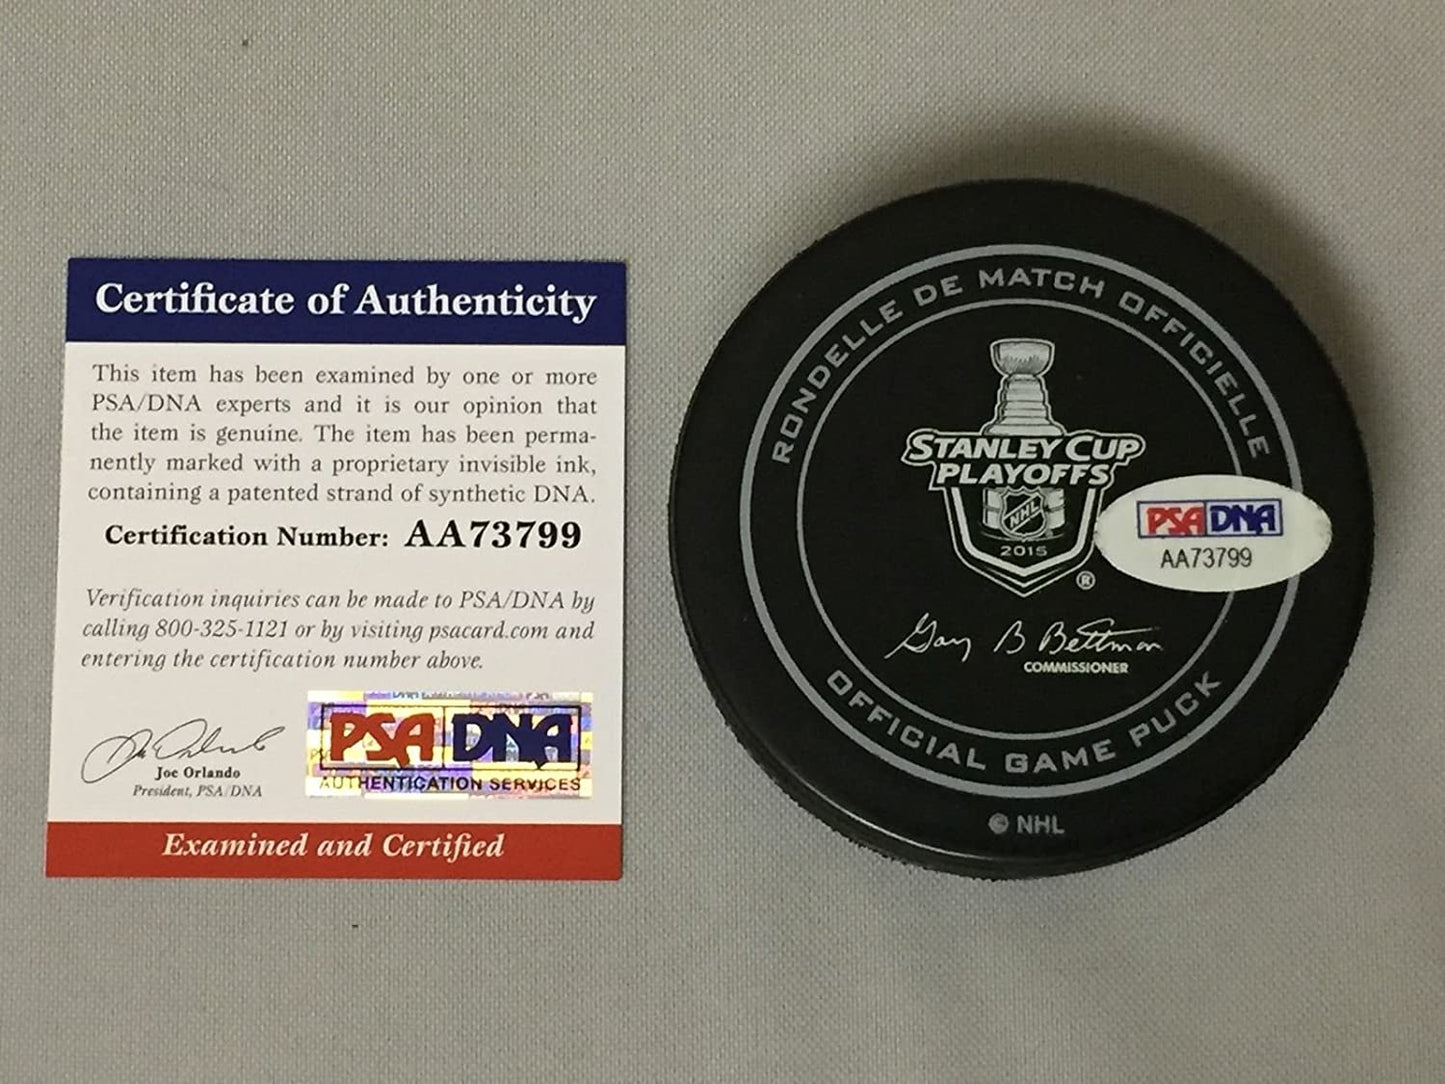 Certificate of Authenticity
This item has been examined by one or more
PSA/DNA experts and it is our opinion that
the item is genuine. The item has been perma-
nently marked with a proprietary invisible ink,
containing a patented strand of synthetic DNA.
Certification Number: AA73799
Verification inquiries can be made to PSA/DNA by
calling 800-325-1121 or by visiting psacard.com and
entering the certification number above.
Joe Orlando
President, PSA/DNA
PSA DNA
AUTHENTICATION SERVICES
Examined and Certified
RONDELLE DE MATCH OFFICIELLE
STANLEY CUP
PLAYOFFS
NHL
2015
®
PSA DNA
AA73799
Gary B Bettman
COMMISSIONER
OFFICIAL GAME PUCK
© NHL